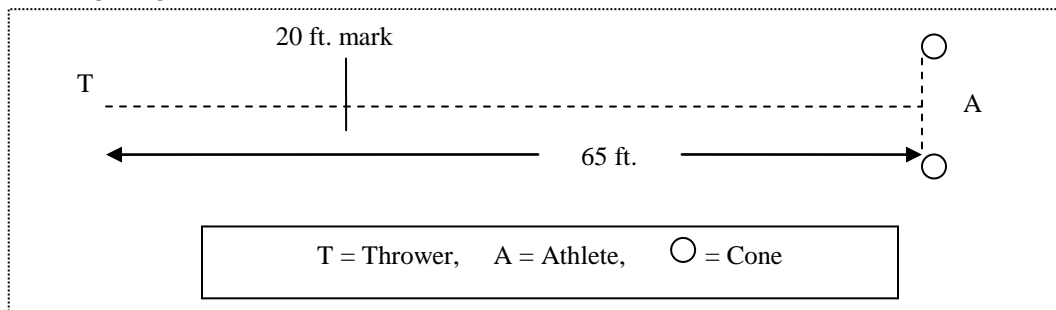 20 ft. mark
T
A
65 ft.
T = Thrower, A = Athlete, = Cone